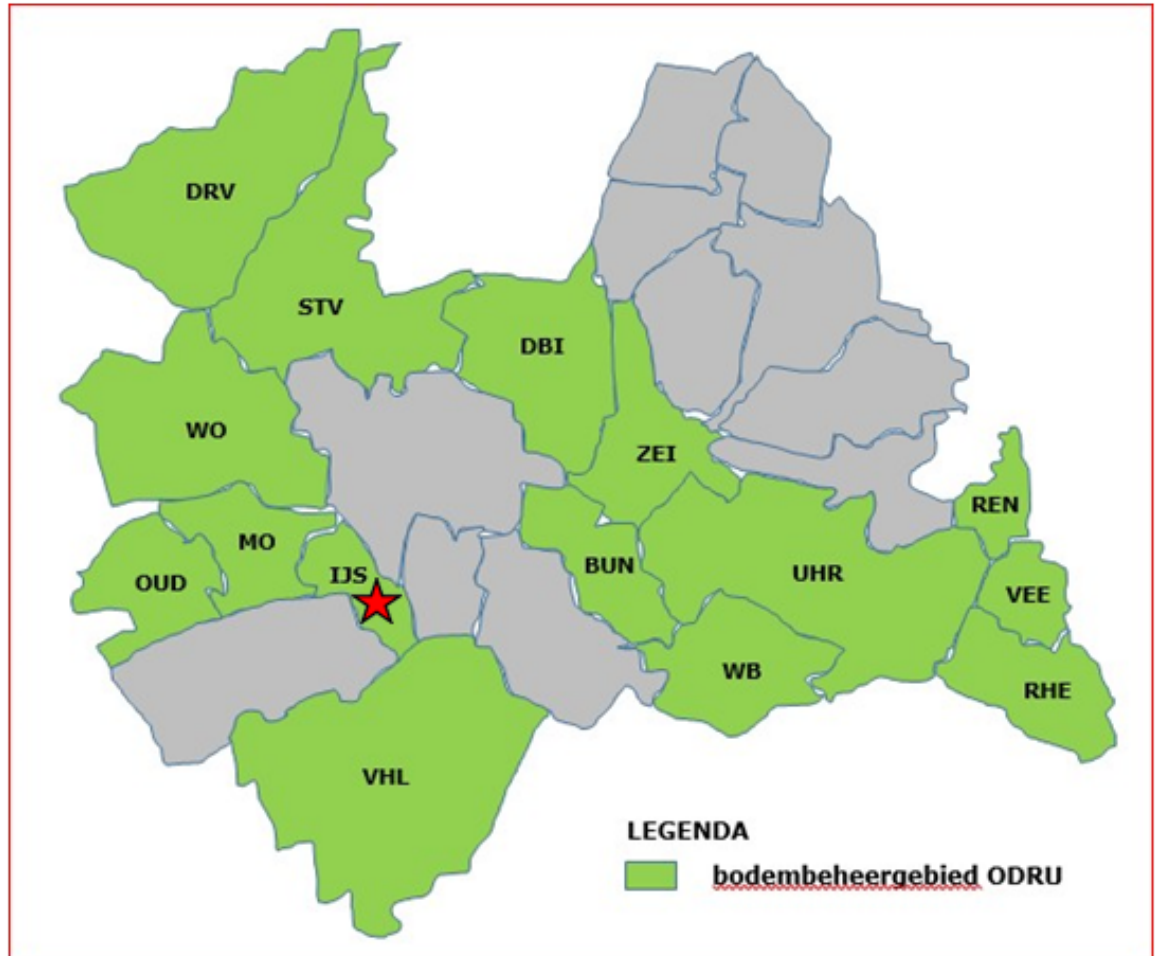 DRV
STV
DBI
WO
ZEI
REN
MO
BUN
UHR
IJS
OUD
VEE
WB
RHE
VHL
LEGENDA
bodembeheergebied ODRU